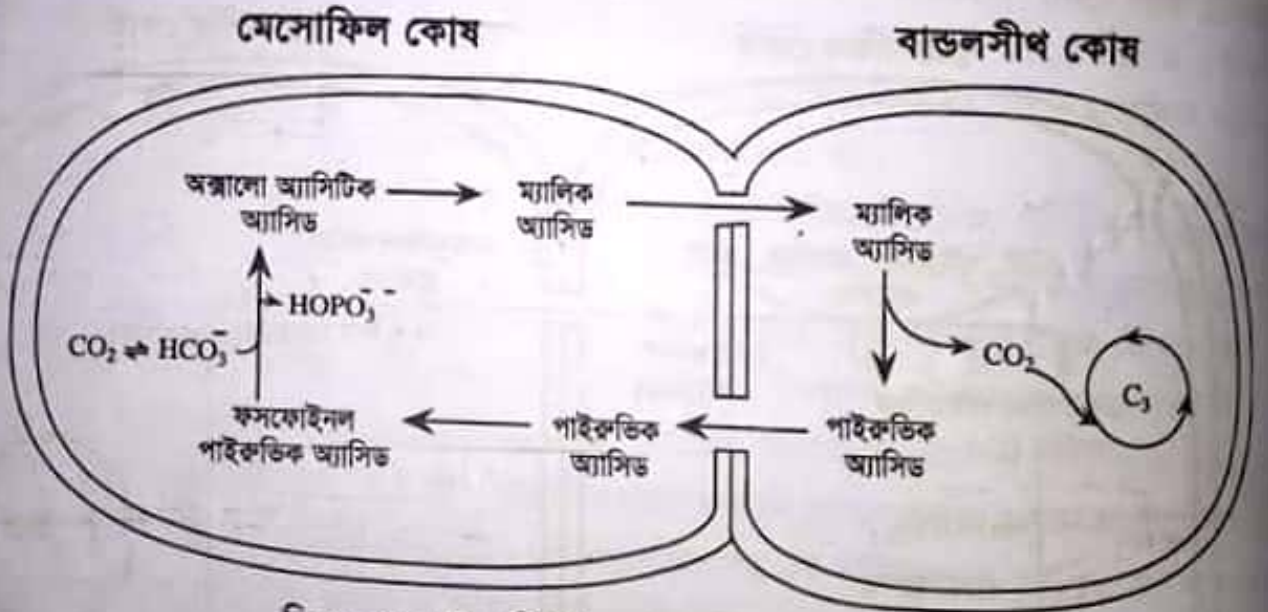 মেসোফিল কোষ
বান্ডলসীথ কোষ
অক্সালো অ্যাসিটিক
অ্যাসিড
ম্যালিক
অ্যাসিড
ম্যালিক
অ্যাসিড
HOPO₃⁻ ⁻
CO₂ ⇌ HCO₃⁻
CO₂
C₃
ফসফোইনল
পাইরুভিক অ্যাসিড
পাইরুভিক
অ্যাসিড
পাইরুভিক
অ্যাসিড